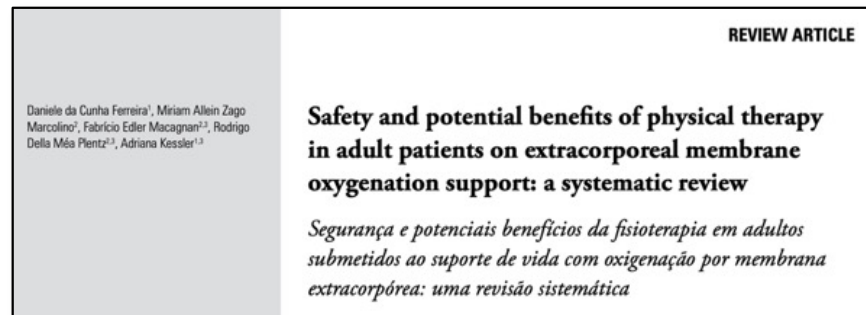 REVIEW ARTICLE
Daniele da Cunha Ferreira¹, Miriam Allein Zago
Marcolino², Fabrício Edler Macagnan²,³, Rodrigo
Della Méa Plentz²,³, Adriana Kessler¹,³
Safety and potential benefits of physical therapy
in adult patients on extracorporeal membrane
oxygenation support: a systematic review
Segurança e potenciais benefícios da fisioterapia em adultos
submetidos ao suporte de vida com oxigenação por membrana
extracorpórea: uma revisão sistemática